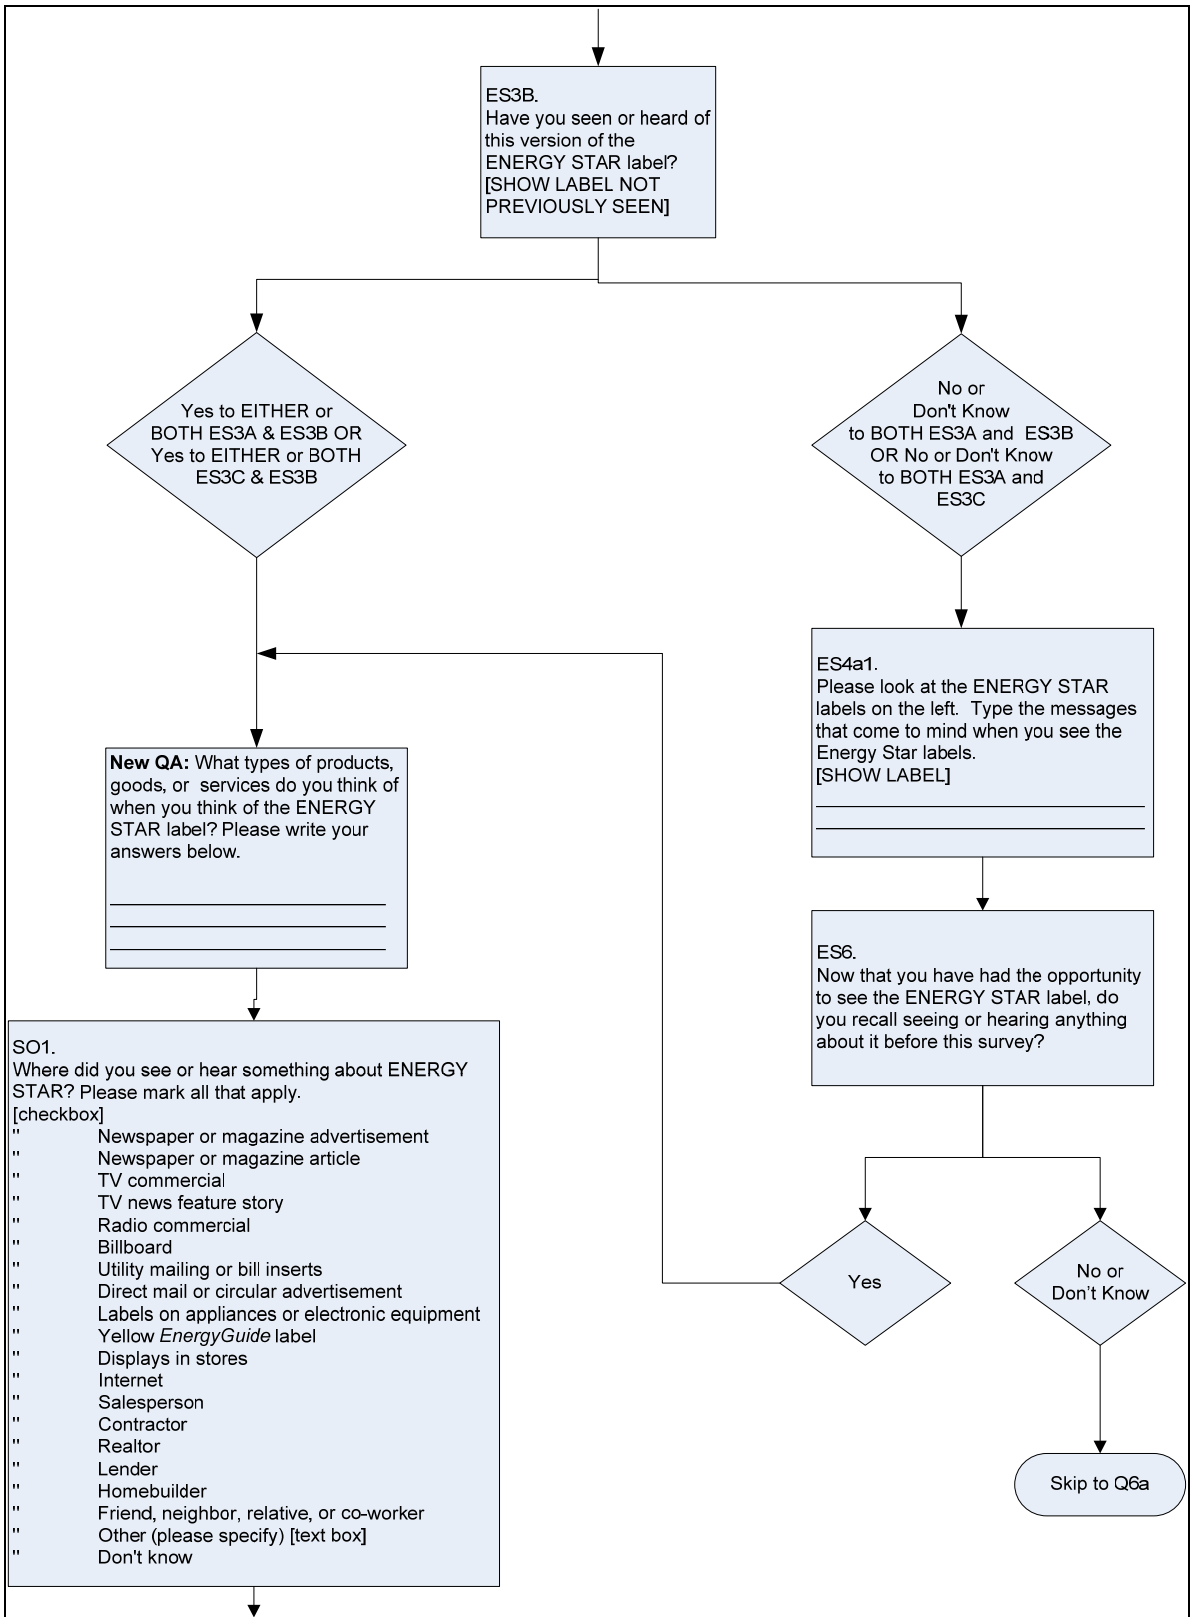 ES3B.
Have you seen or heard of
this version of the
ENERGY STAR label?
[SHOW LABEL NOT
PREVIOUSLY SEEN]
Yes to EITHER or
BOTH ES3A & ES3B OR
Yes to EITHER or BOTH
ES3C & ES3B
No or
Don't Know
to BOTH ES3A and  ES3B
OR No or Don't Know
to BOTH ES3A and
ES3C
ES4a1.
Please look at the ENERGY STAR
labels on the left.  Type the messages
that come to mind when you see the
Energy Star labels.
[SHOW LABEL]
New QA: What types of products,
goods, or  services do you think of
when you think of the ENERGY
STAR label? Please write your
answers below.
ES6.
Now that you have had the opportunity
to see the ENERGY STAR label, do
you recall seeing or hearing anything
about it before this survey?
SO1.
Where did you see or hear something about ENERGY
STAR? Please mark all that apply.
[checkbox]
" Newspaper or magazine advertisement
" Newspaper or magazine article
" TV commercial
" TV news feature story
" Radio commercial
" Billboard
" Utility mailing or bill inserts
" Direct mail or circular advertisement
" Labels on appliances or electronic equipment
" Yellow EnergyGuide label
" Displays in stores
" Internet
" Salesperson
" Contractor
" Realtor
" Lender
" Homebuilder
" Friend, neighbor, relative, or co-worker
" Other (please specify) [text box]
" Don't know
Yes
No or
Don't Know
Skip to Q6a